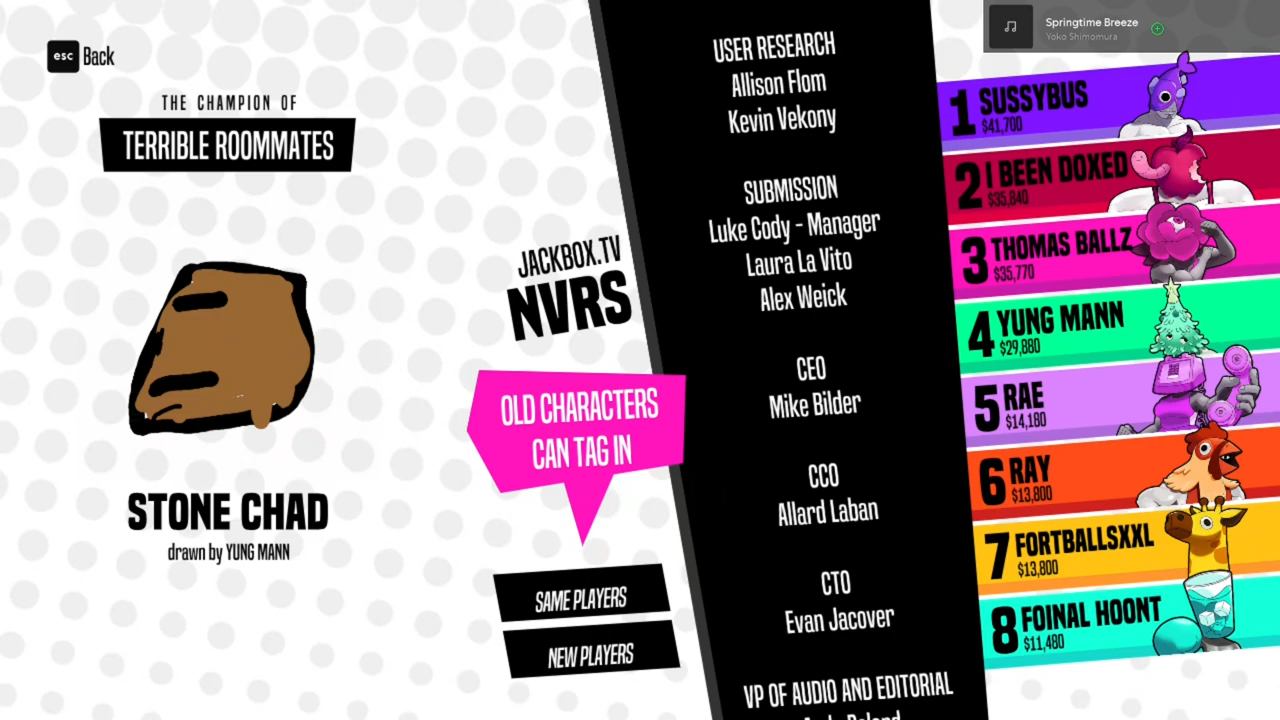 esc Back
THE CHAMPION OF
TERRIBLE ROOMMATES
STONE CHAD
drawn by YUNG MANN
JACKBOX.TV
NVRS
OLD CHARACTERS
CAN TAG IN
SAME PLAYERS
NEW PLAYERS
USER RESEARCH
Allison Flom
Kevin Vekony
SUBMISSION
Luke Cody - Manager
Laura La Vito
Alex Weick
CEO
Mike Bilder
CCO
Allard Laban
CTO
Evan Jacover
VP OF AUDIO AND EDITORIAL
Springtime Breeze
Yoko Shimomura
1 SUSSYBUS
$41,700
2 I BEEN DOXED
$35,840
3 THOMAS BALLZ
$35,770
4 YUNG MANN
$29,880
5 RAE
$14,180
6 RAY
$13,800
7 FORTBALLSXXL
$13,800
8 FOINAL HOONT
$11,480